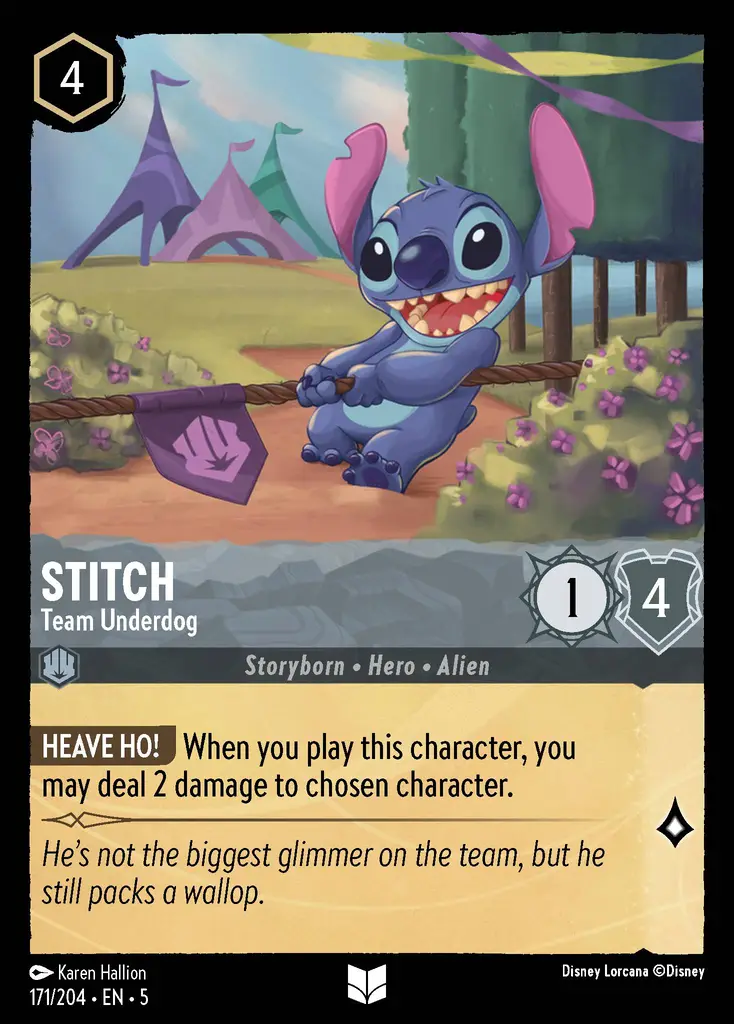 4
STITCH
Team Underdog
1
4
Storyborn • Hero • Alien
HEAVE HO! When you play this character, you
may deal 2 damage to chosen character.
He's not the biggest glimmer on the team, but he
still packs a wallop.
Karen Hallion
Disney Lorcana ©Disney
171/204 • EN • 5